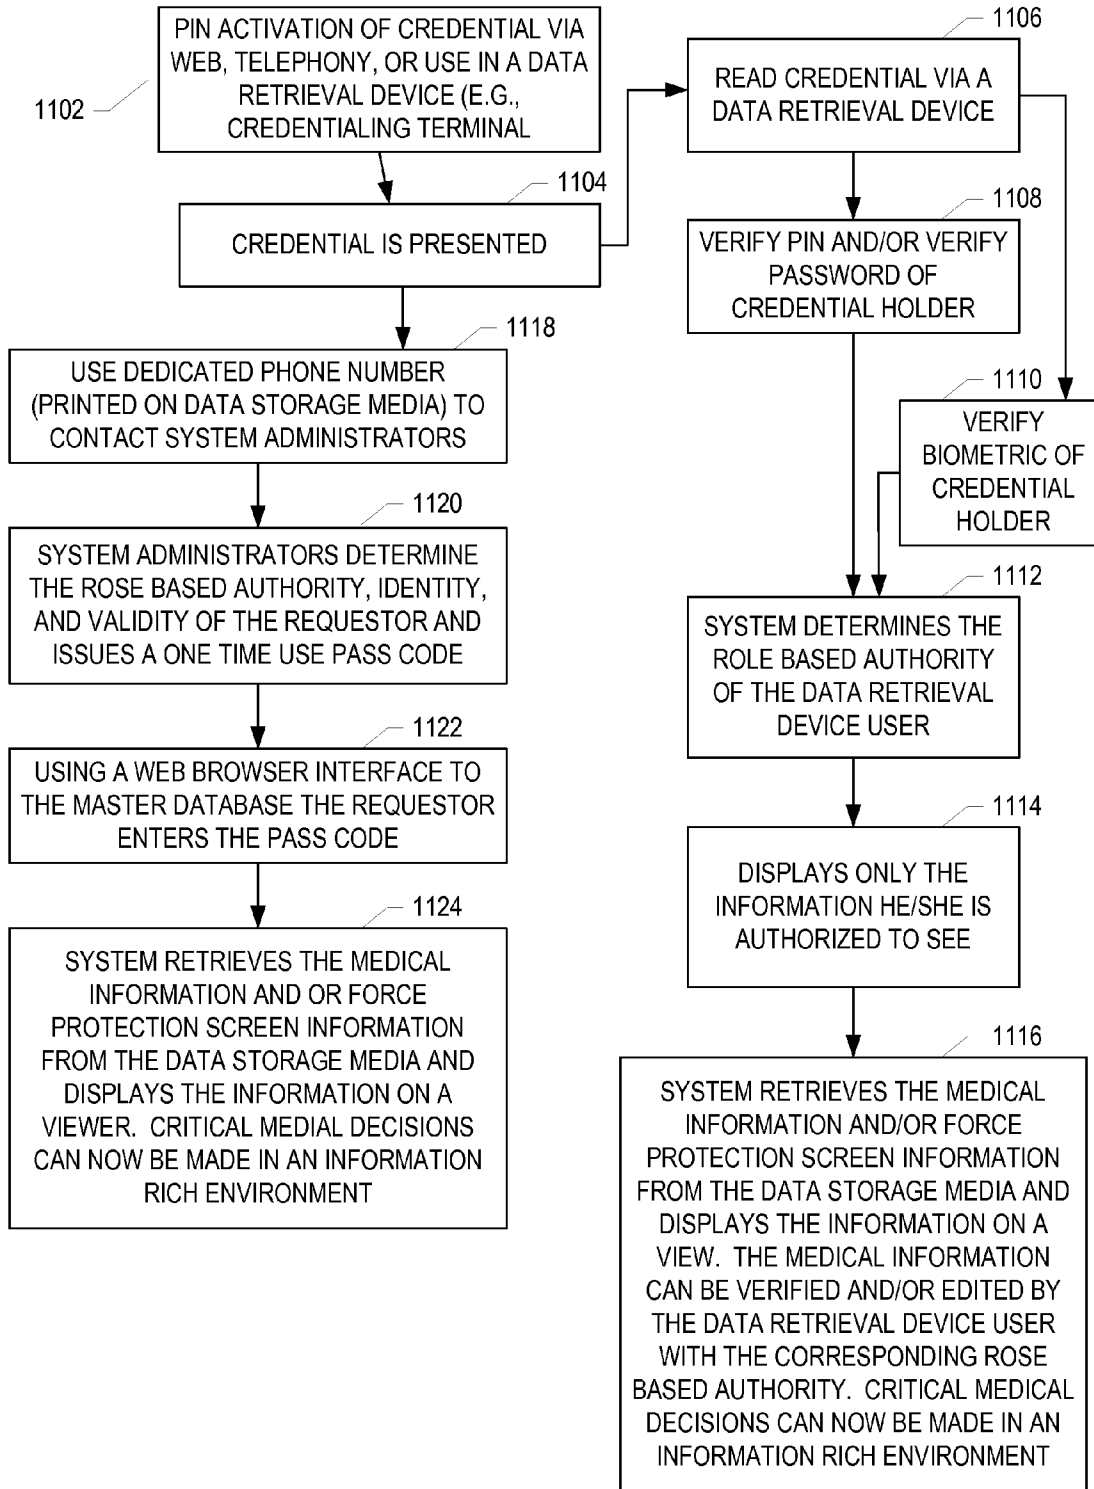 1102
PIN ACTIVATION OF CREDENTIAL VIA
WEB, TELEPHONY, OR USE IN A DATA
RETRIEVAL DEVICE (E.G.,
CREDENTIALING TERMINAL
1104
CREDENTIAL IS PRESENTED
1106
READ CREDENTIAL VIA A
DATA RETRIEVAL DEVICE
1108
VERIFY PIN AND/OR VERIFY
PASSWORD OF
CREDENTIAL HOLDER
1110
VERIFY
BIOMETRIC OF
CREDENTIAL
HOLDER
1112
SYSTEM DETERMINES THE
ROLE BASED AUTHORITY
OF THE DATA RETRIEVAL
DEVICE USER
1114
DISPLAYS ONLY THE
INFORMATION HE/SHE IS
AUTHORIZED TO SEE
1116
SYSTEM RETRIEVES THE MEDICAL
INFORMATION AND/OR FORCE
PROTECTION SCREEN INFORMATION
FROM THE DATA STORAGE MEDIA AND
DISPLAYS THE INFORMATION ON A
VIEW. THE MEDICAL INFORMATION
CAN BE VERIFIED AND/OR EDITED BY
THE DATA RETRIEVAL DEVICE USER
WITH THE CORRESPONDING ROSE
BASED AUTHORITY. CRITICAL MEDICAL
DECISIONS CAN NOW BE MADE IN AN
INFORMATION RICH ENVIRONMENT
1118
USE DEDICATED PHONE NUMBER
(PRINTED ON DATA STORAGE MEDIA) TO
CONTACT SYSTEM ADMINISTRATORS
1120
SYSTEM ADMINISTRATORS DETERMINE
THE ROSE BASED AUTHORITY, IDENTITY,
AND VALIDITY OF THE REQUESTOR AND
ISSUES A ONE TIME USE PASS CODE
1122
USING A WEB BROWSER INTERFACE TO
THE MASTER DATABASE THE REQUESTOR
ENTERS THE PASS CODE
1124
SYSTEM RETRIEVES THE MEDICAL
INFORMATION AND OR FORCE
PROTECTION SCREEN INFORMATION
FROM THE DATA STORAGE MEDIA AND
DISPLAYS THE INFORMATION ON A
VIEWER. CRITICAL MEDIAL DECISIONS
CAN NOW BE MADE IN AN INFORMATION
RICH ENVIRONMENT